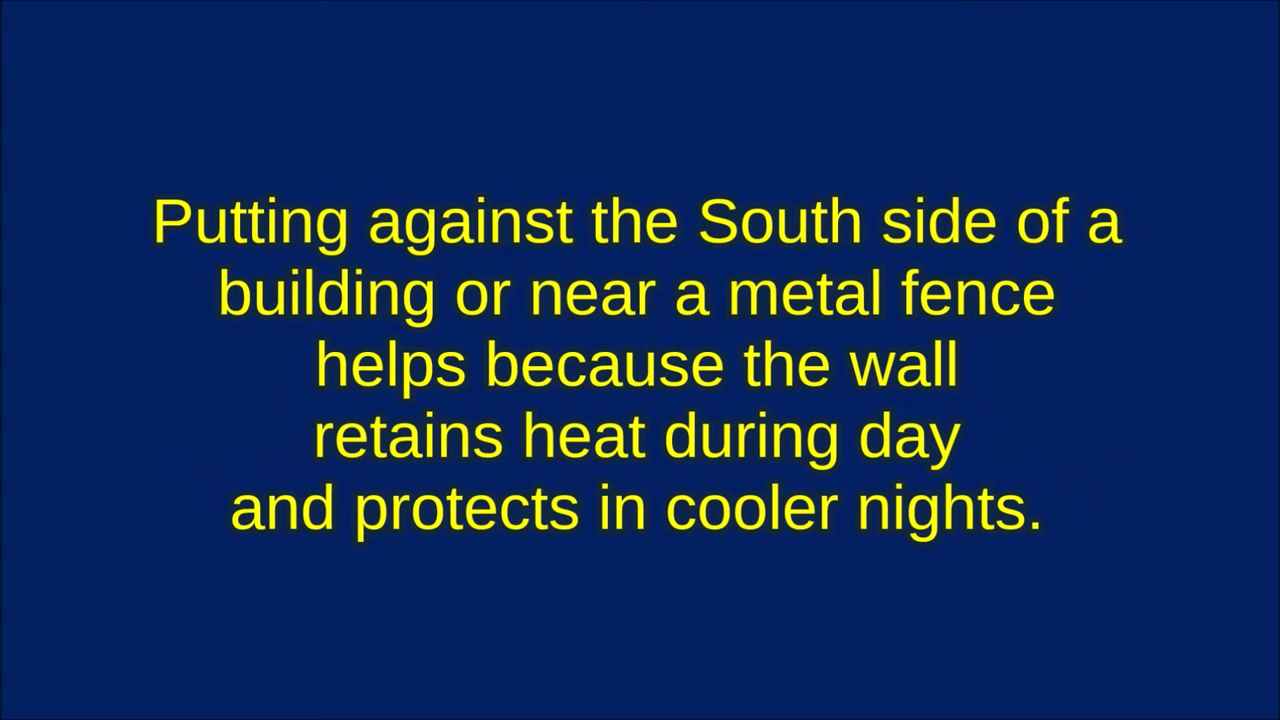 Putting against the South side of a
building or near a metal fence
helps because the wall
retains heat during day
and protects in cooler nights.